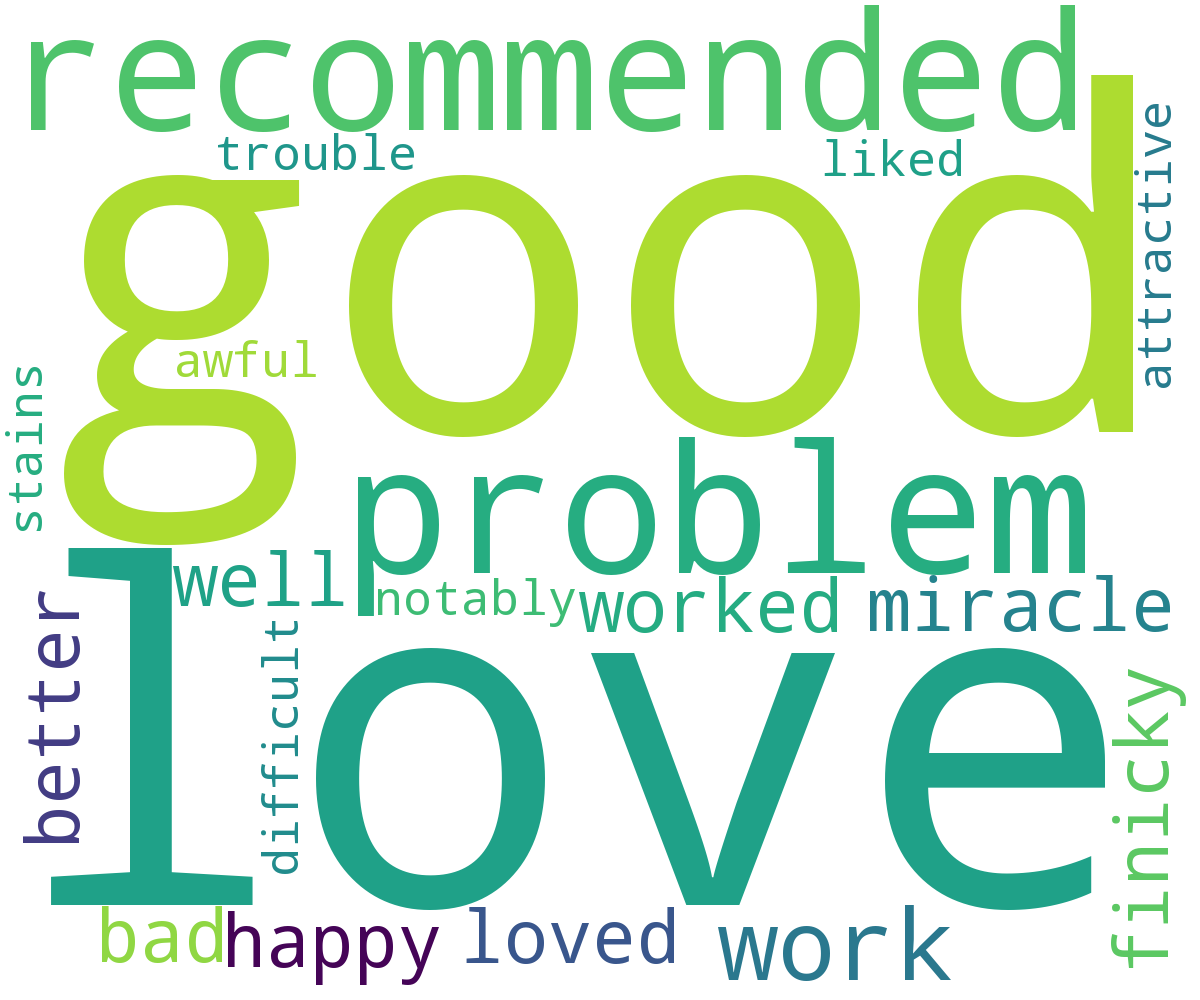 recommended
trouble
liked
attractive
good
awful
stains
problem
well
notably
worked
miracle
better
difficult
love
finicky
bad
happy
loved
work